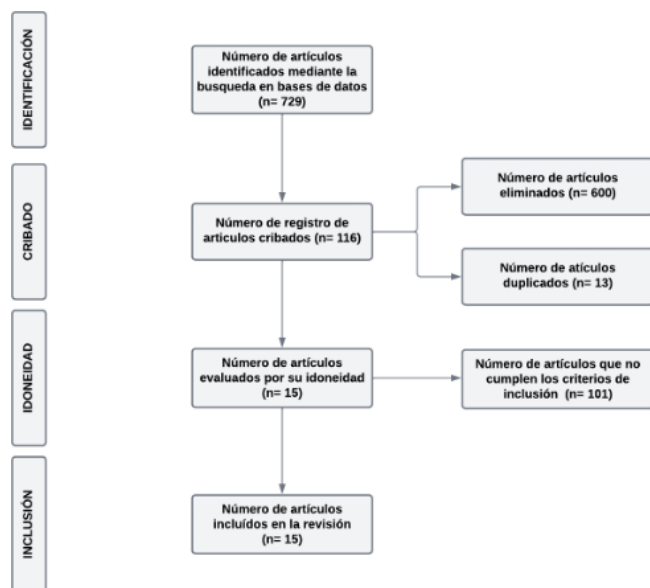 IDENTIFICACIÓN
Número de artículos
identificados mediante la
busqueda en bases de datos
(n= 729)
CRIBADO
Número de registro de
articulos cribados (n= 116)
Número de artículos
eliminados (n= 600)
Número de atículos
duplicados (n= 13)
IDONEIDAD
Número de artículos
evaluados por su idoneidad
(n= 15)
Número de artículos que no
cumplen los criterios de
inclusión (n= 101)
INCLUSIÓN
Número de artículos
incluídos en la revisión
(n= 15)